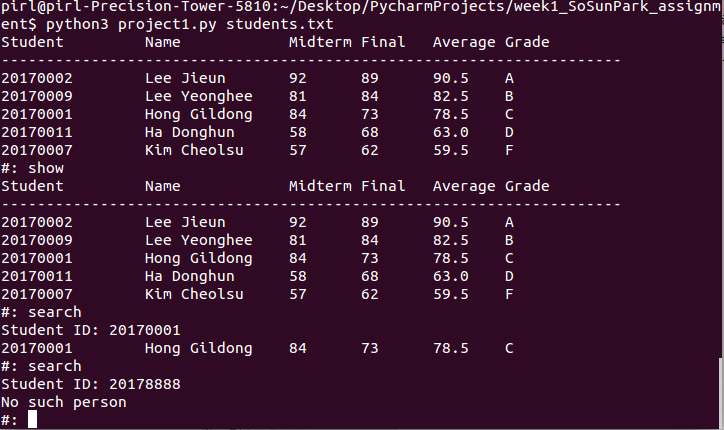 pirl@pirl-Precision-Tower-5810:~/Desktop/PycharmProjects/week1_SoSunPark_assignm
ent$ python3 project1.py students.txt
Student Name Midterm Final Average Grade
---------------------------------------------------------------------
20170002 Lee Jieun 92 89 90.5 A
20170009 Lee Yeonghee 81 84 82.5 B
20170001 Hong Gildong 84 73 78.5 C
20170011 Ha Donghun 58 68 63.0 D
20170007 Kim Cheolsu 57 62 59.5 F
#: show
Student Name Midterm Final Average Grade
---------------------------------------------------------------------
20170002 Lee Jieun 92 89 90.5 A
20170009 Lee Yeonghee 81 84 82.5 B
20170001 Hong Gildong 84 73 78.5 C
20170011 Ha Donghun 58 68 63.0 D
20170007 Kim Cheolsu 57 62 59.5 F
#: search
Student ID: 20170001
20170001 Hong Gildong 84 73 78.5 C
#: search
Student ID: 20178888
No such person
#: